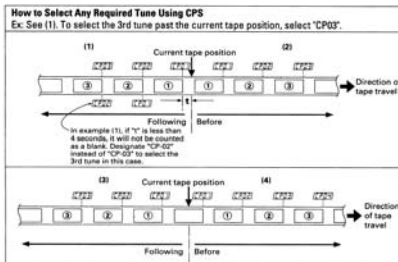 How to Select Any Required Tune Using CPS
Ex: See (1). To select the 3rd tune past the current tape position, select "CP03".
(1)
Current tape position
(2)
③ ② ① ① ② ③
Direction of
tape travel
t
In example (1), if "t" is less than
4 seconds, it will not be counted
as a blank. Designate "CP-02"
instead of "CP-03" to select the
3rd tune in this case.
Following
Before
(3)
Current tape position
(4)
③ ② ① ① ② ③
Direction
of tape
travel
Following
Before